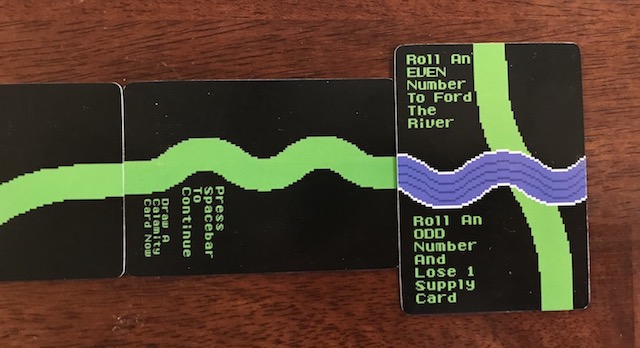 Press
Spacebar
To
Continue
Draw A
Calamity
Card Now
Roll An
EVEN
Number
To Ford
The
River
Roll An
ODD
Number
And
Lose 1
Supply
Card